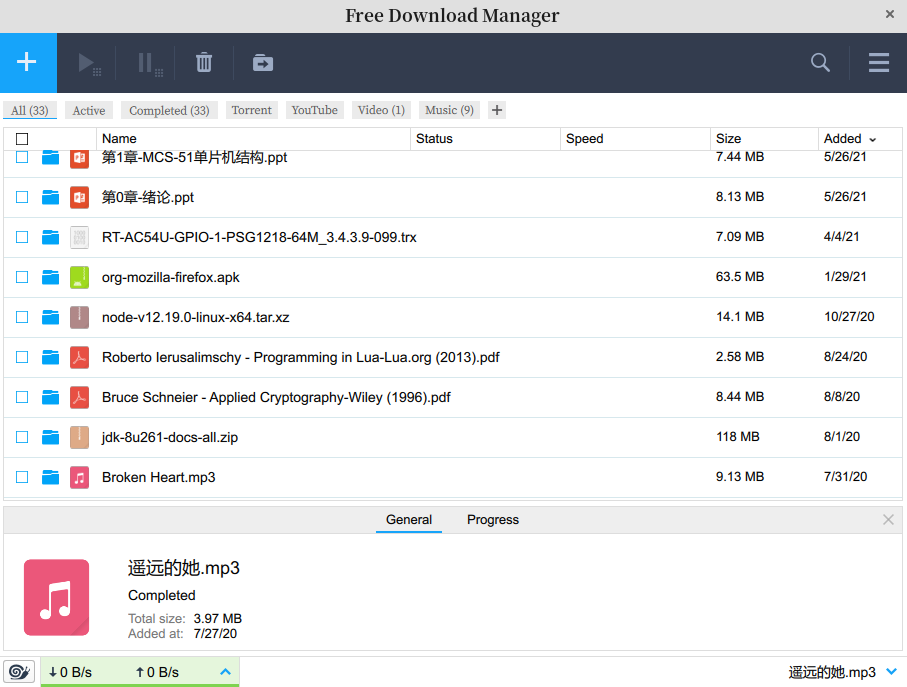 Free Download Manager
All (33) Active Completed (33) Torrent YouTube Video (1) Music (9)
Name Status Speed Size Added
第1章-MCS-51单片机结构.ppt 7.44 MB 5/26/21
第0章-绪论.ppt 8.13 MB 5/26/21
RT-AC54U-GPIO-1-PSG1218-64M_3.4.3.9-099.trx 7.09 MB 4/4/21
org-mozilla-firefox.apk 63.5 MB 1/29/21
node-v12.19.0-linux-x64.tar.xz 14.1 MB 10/27/20
Roberto Ierusalimschy - Programming in Lua-Lua.org (2013).pdf 2.58 MB 8/24/20
Bruce Schneier - Applied Cryptography-Wiley (1996).pdf 8.44 MB 8/8/20
jdk-8u261-docs-all.zip 118 MB 8/1/20
Broken Heart.mp3 9.13 MB 7/31/20
General Progress
遥远的她.mp3
Completed
Total size: 3.97 MB
Added at: 7/27/20
0 B/s 0 B/s 遥远的她.mp3